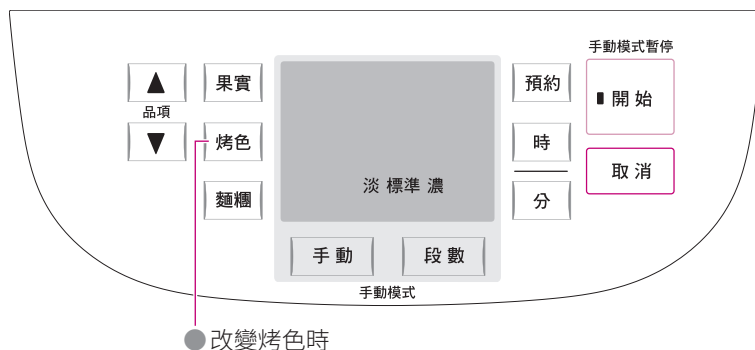 手動模式暫停
▲
果實
預約
開始
品項
▼
烤色
時
取消
淡 標準 濃
麵糰
分
手動
段數
手動模式
改變烤色時